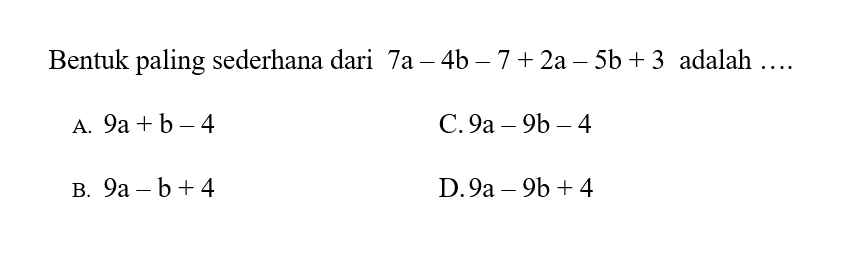 Bentuk paling sederhana dari 7a – 4b – 7 + 2a – 5b + 3 adalah ….
A. 9a + b – 4 C. 9a – 9b – 4
B. 9a – b + 4 D. 9a – 9b + 4